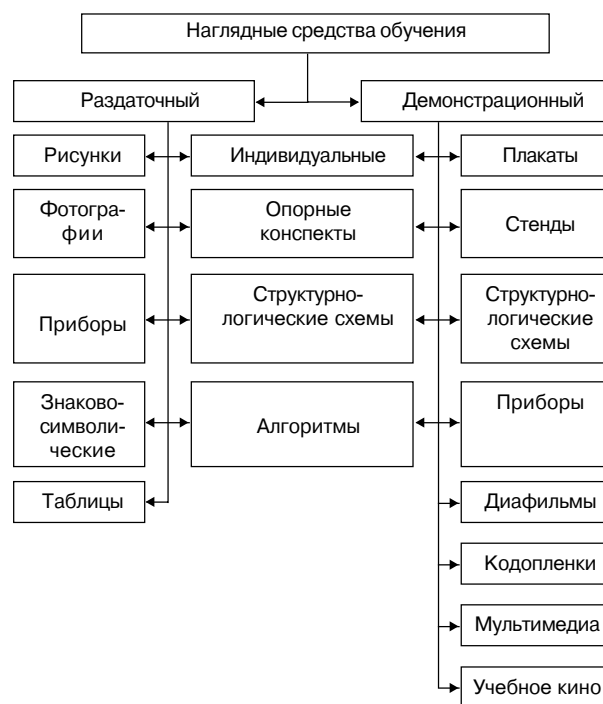 Наглядные средства обучения
Раздаточный
Демонстрационный
Рисунки
Индивидуальные
Плакаты
Фотогра-
фии
Опорные
конспекты
Стенды
Приборы
Структурно-
логические схемы
Структурно-
логические
схемы
Знаково-
символи-
ческие
Алгоритмы
Приборы
Таблицы
Диафильмы
Кодопленки
Мультимедиа
Учебное кино